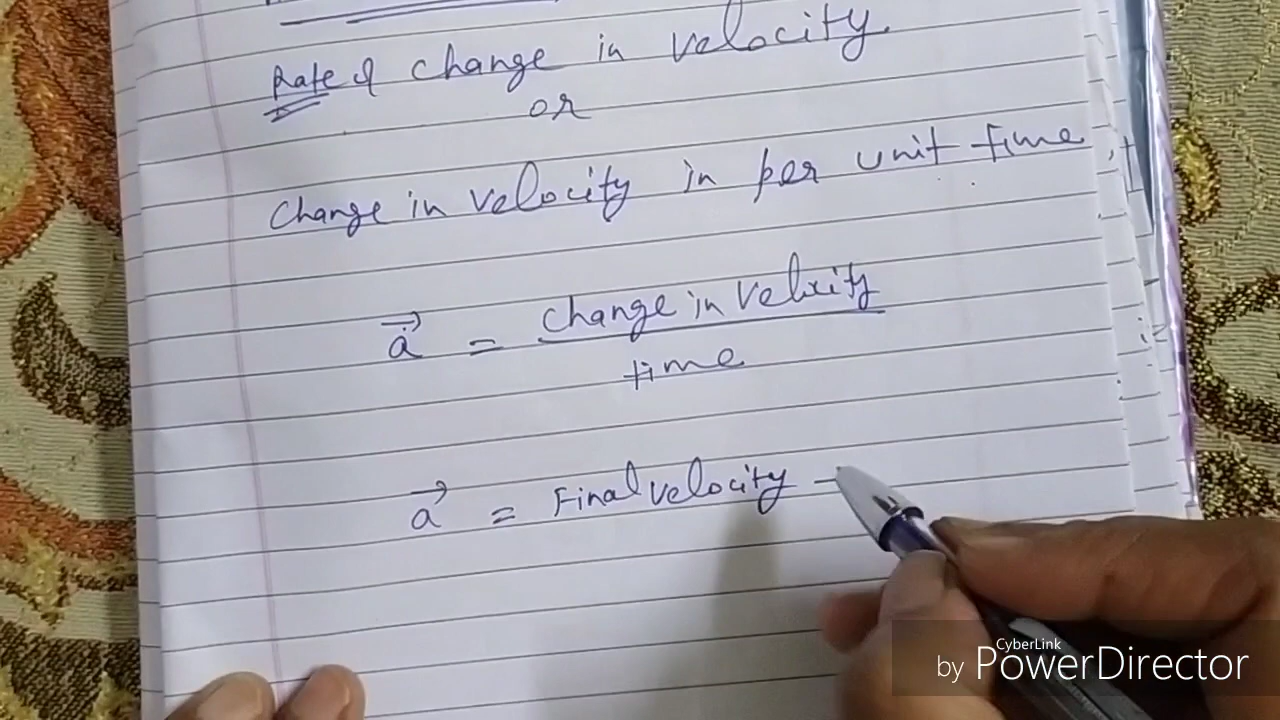 Rate of change in velocity.
or
Change in velocity in per unit time,
a⃗ = change in velocity
time
a⃗ = Final velocity -
CyberLink
by PowerDirector